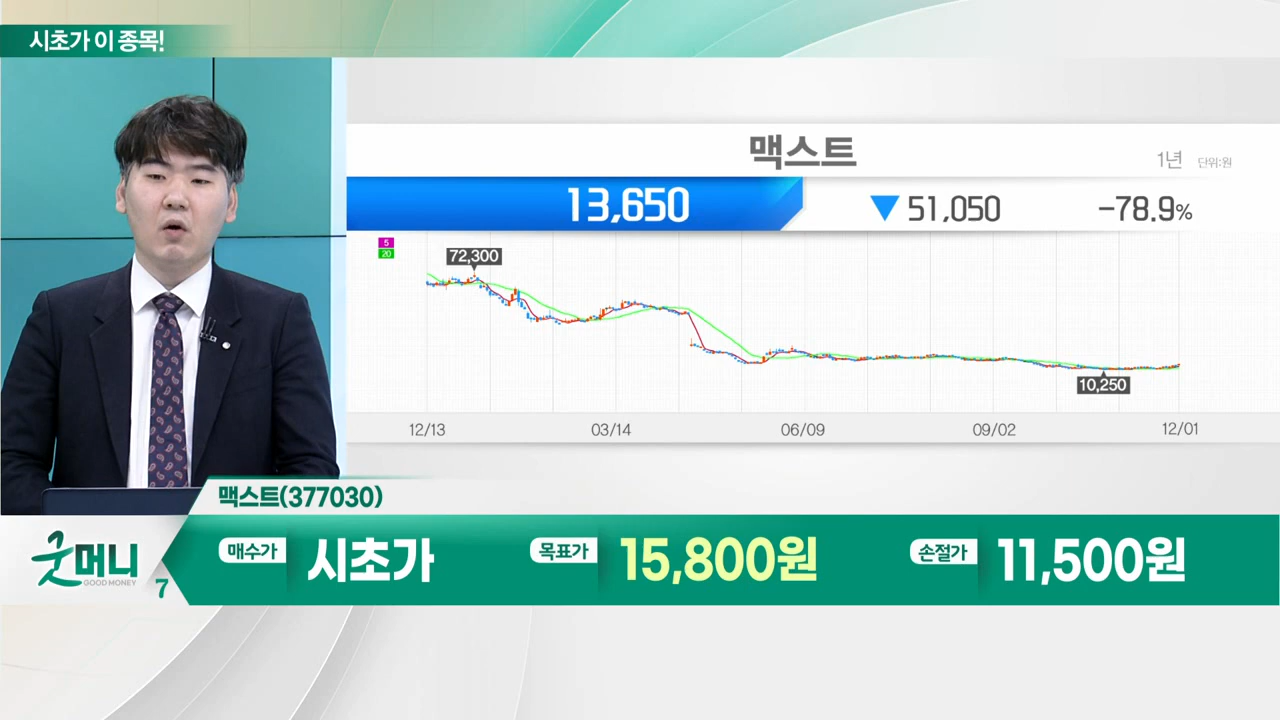 시초가 이 종목!
맥스트
1년 단위:원
13,650 ▼ 51,050 -78.9%
5
20
72,300
10,250
12/13 03/14 06/09 09/02 12/01
맥스트(377030)
굿머니
GOOD MONEY
7
매수가 시초가 목표가 15,800원 손절가 11,500원